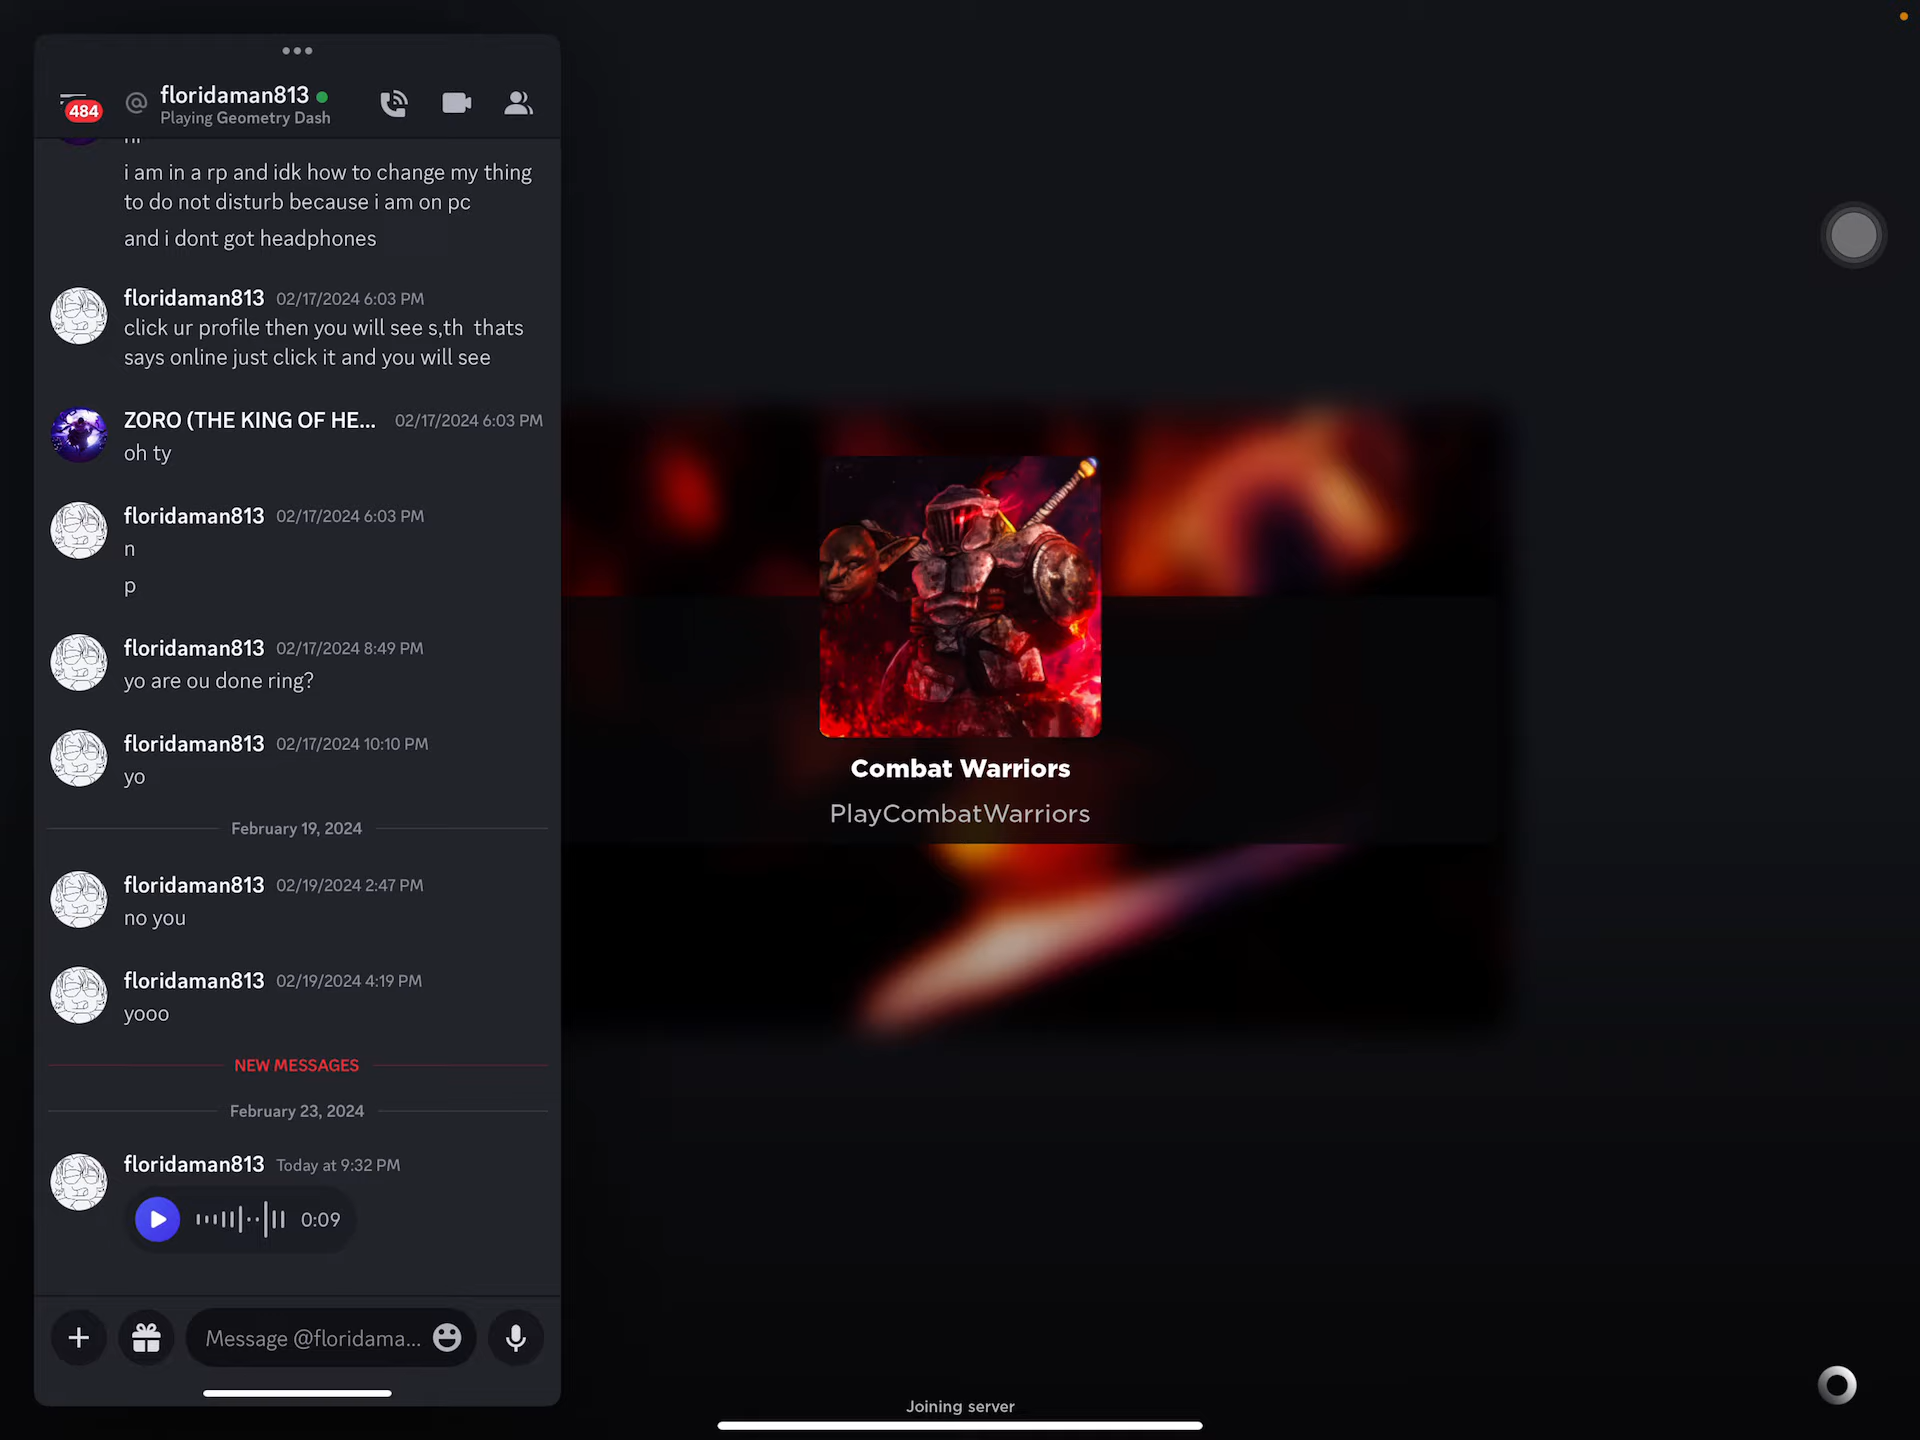 484
floridaman813
Playing Geometry Dash
i am in a rp and idk how to change my thing
to do not disturb because i am on pc
and i dont got headphones
floridaman813 02/17/2024 6:03 PM
click ur profile then you will see s,th thats
says online just click it and you will see
ZORO (THE KING OF HE... 02/17/2024 6:03 PM
oh ty
floridaman813 02/17/2024 6:03 PM
n
p
floridaman813 02/17/2024 8:49 PM
yo are ou done ring?
floridaman813 02/17/2024 10:10 PM
yo
February 19, 2024
floridaman813 02/19/2024 2:47 PM
no you
floridaman813 02/19/2024 4:19 PM
yooo
NEW MESSAGES
February 23, 2024
floridaman813 Today at 9:32 PM
0:09
Message @floridama...
Combat Warriors
PlayCombatWarriors
Joining server